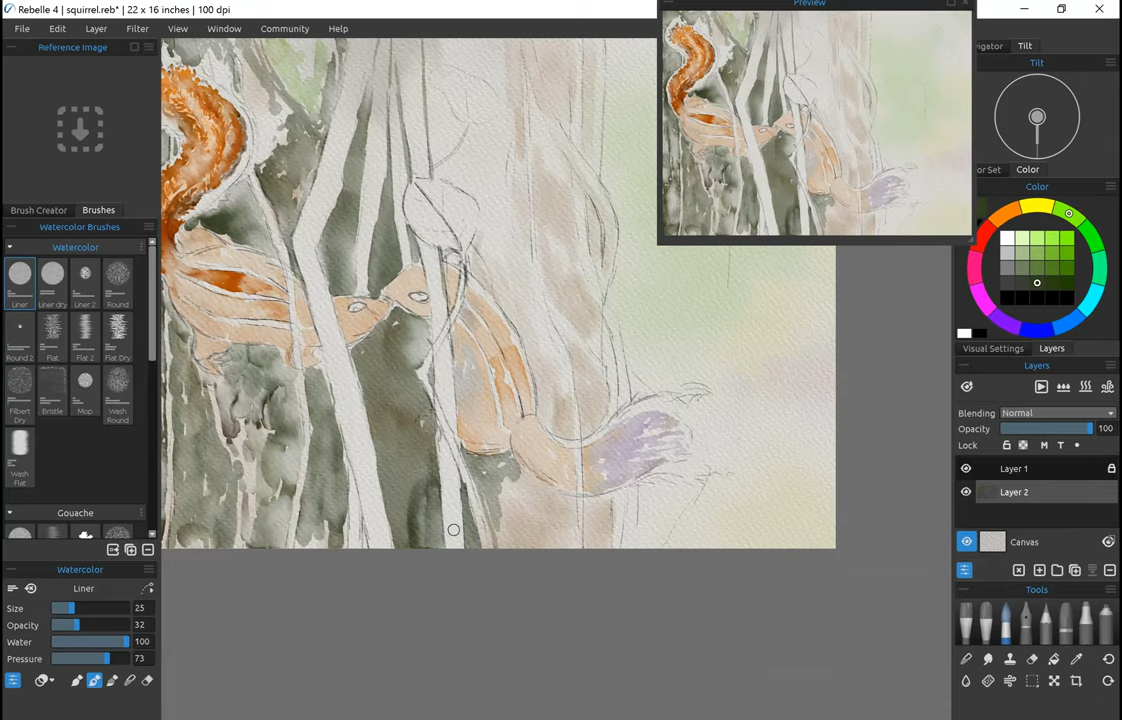 Rebelle 4 | squirrel.reb* | 22 x 16 inches | 100 dpi
Preview
File Edit Layer Filter View Window Community Help
Reference Image
igator Tilt
Tilt
or Set Color
Color
Brush Creator Brushes
Watercolor Brushes
Watercolor
Liner Liner dry Liner 2 Round
Round 2 Flat Flat 2 Flat Dry
Filbert Dry Bristle Mop Wash Round
Wash Flat
Gouache
Watercolor
Liner
Size 25
Opacity 32
Water 100
Pressure 73
Visual Settings Layers
Layers
Blending Normal
Opacity 100
Lock M T
Layer 1
Layer 2
Canvas
Tools